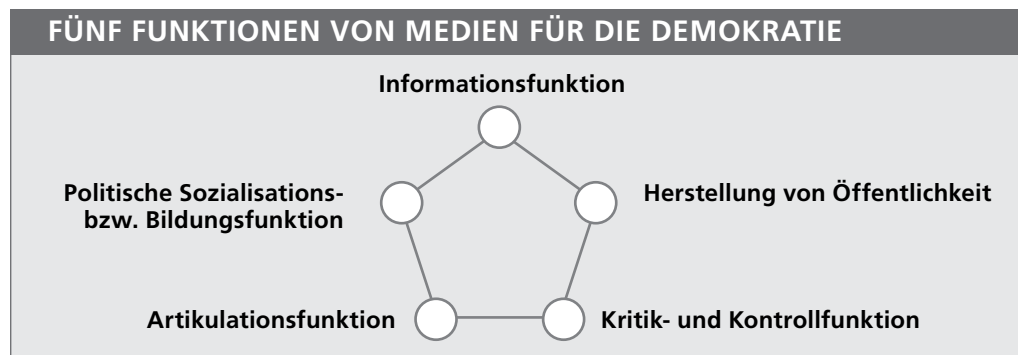 FÜNF FUNKTIONEN VON MEDIEN FÜR DIE DEMOKRATIE
Informationsfunktion
Politische Sozialisations-
bzw. Bildungsfunktion
Herstellung von Öffentlichkeit
Artikulationsfunktion
Kritik- und Kontrollfunktion